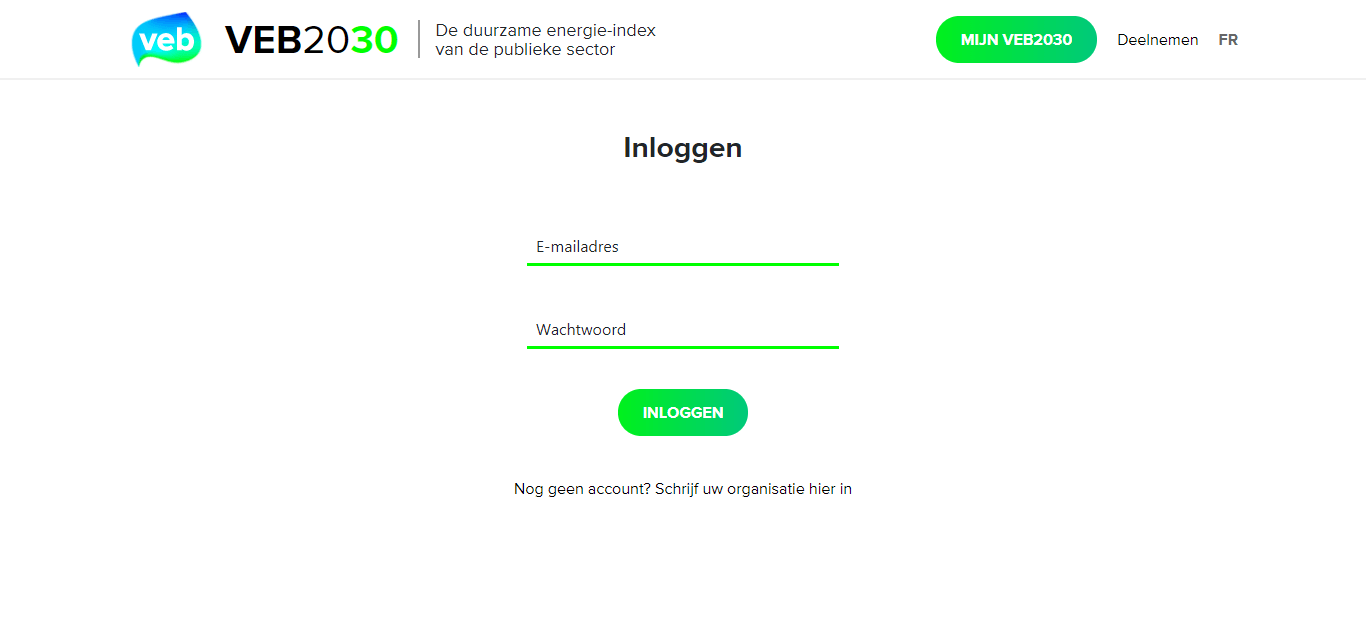 veb
VEB2030
De duurzame energie-index
van de publieke sector
MIJN VEB2030
Deelnemen
FR
Inloggen
E-mailadres
Wachtwoord
INLOGGEN
Nog geen account? Schrijf uw organisatie hier in